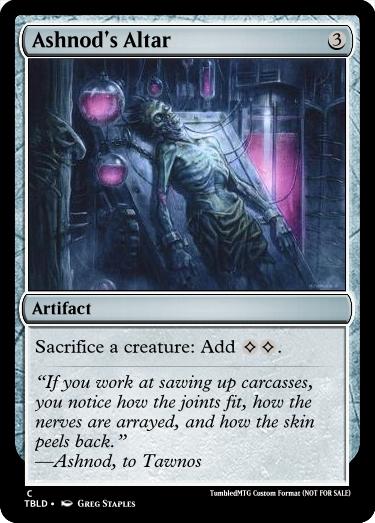 Ashnod's Altar 3
Artifact
Sacrifice a creature: Add ◇◇.
“If you work at sawing up carcasses,
you notice how the joints fit, how the
nerves are arrayed, and how the skin
peels back.”
—Ashnod, to Tawnos
C
TBLD • GREG STAPLES
TumbledMTG Custom Format (NOT FOR SALE)